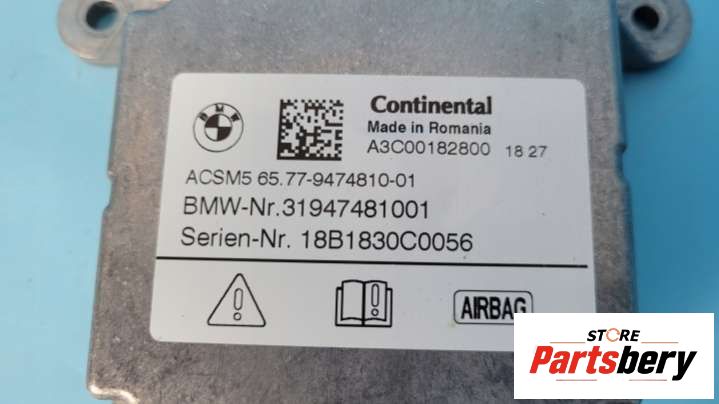 BMW
Continental
Made in Romania
A3C00182800 18 27
ACSM5 65.77-9474810-01
BMW-Nr.31947481001
Serien-Nr. 18B1830C0056
AIRBAG
STORE
Partsbery